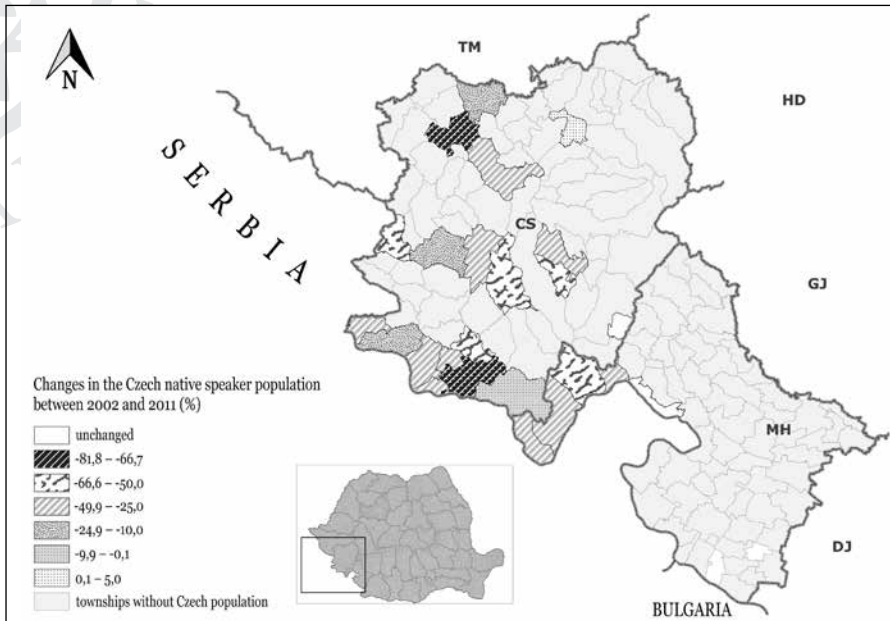 TM
N
HD
SERBIA
CS
GJ
Changes in the Czech native speaker population
between 2002 and 2011 (%)
unchanged
-81,8 – -66,7
-66,6 – -50,0
-49,9 – -25,0
-24,9 – -10,0
-9,9 – -0,1
0,1 – 5,0
townships without Czech population
MH
DJ
BULGARIA